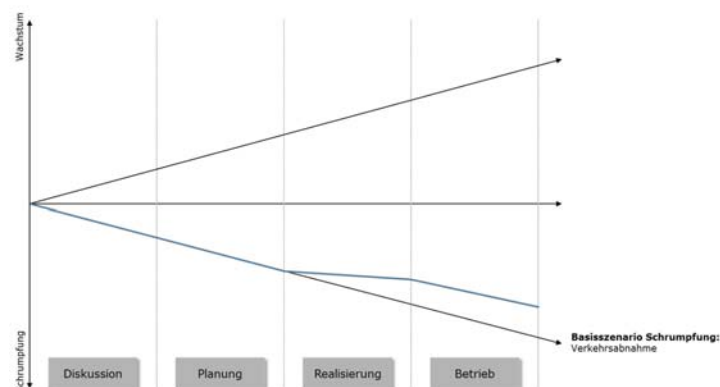 Wachstum
chrumpfung
Diskussion
Planung
Realisierung
Betrieb
Basisszenario Schrumpfung:
Verkehrsabnahme